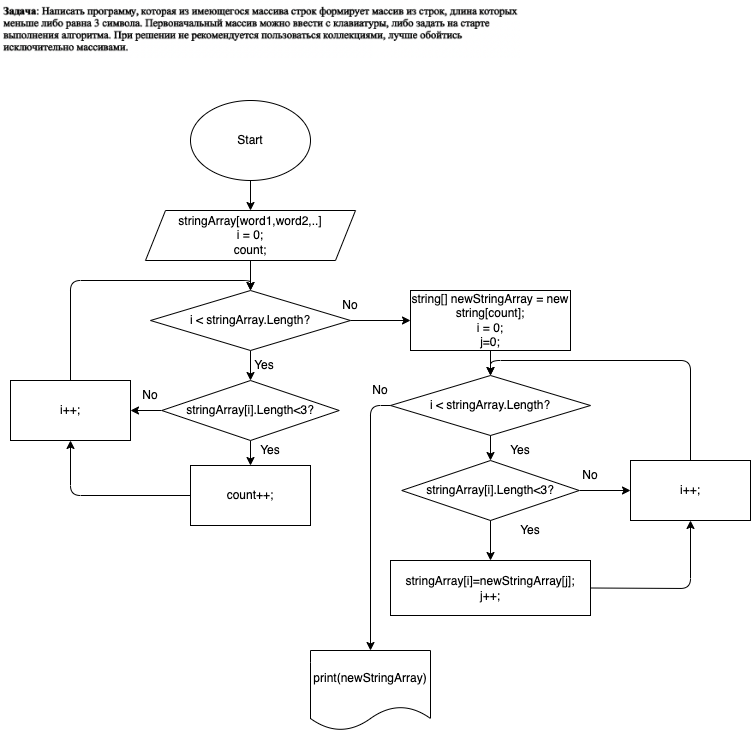 Задача: Написать программу, которая из имеющегося массива строк формирует массив из строк, длина которых
меньше либо равна 3 символа. Первоначальный массив можно ввести с клавиатуры, либо задать на старте
выполнения алгоритма. При решении не рекомендуется пользоваться коллекциями, лучше обойтись
исключительно массивами.
Start
stringArray[word1,word2,..]
i = 0;
count;
i < stringArray.Length?
No
Yes
stringArray[i].Length<3?
No
i++;
Yes
count++;
string[] newStringArray = new
string[count];
i = 0;
j=0;
i < stringArray.Length?
No
Yes
stringArray[i].Length<3?
No
i++;
Yes
stringArray[i]=newStringArray[j];
j++;
print(newStringArray)